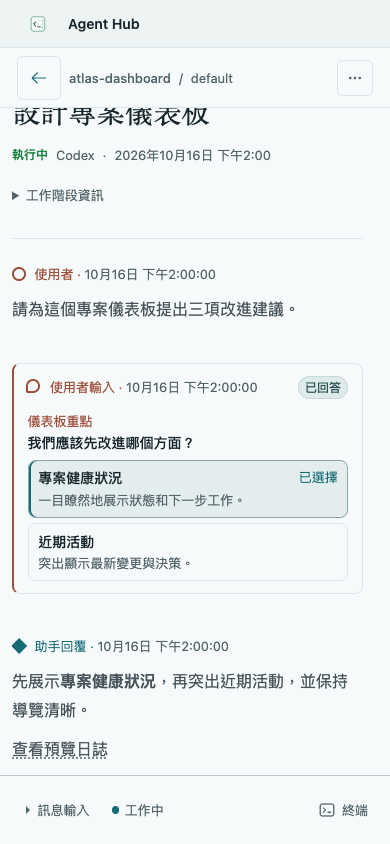 Agent Hub
atlas-dashboard / default
設計專案儀表板
執行中 Codex · 2026年10月16日 下午2:00
工作階段資訊
使用者 · 10月16日 下午2:00:00
請為這個專案儀表板提出三項改進建議。
使用者輸入 · 10月16日 下午2:00:00 已回答
儀表板重點
我們應該先改進哪個方面？
專案健康狀況 已選擇
一目瞭然地展示狀態和下一步工作。
近期活動
突出顯示最新變更與決策。
助手回覆 · 10月16日 下午2:00:00
先展示專案健康狀況，再突出近期活動，並保持
導覽清晰。
查看預覽日誌
訊息輸入 工作中 終端